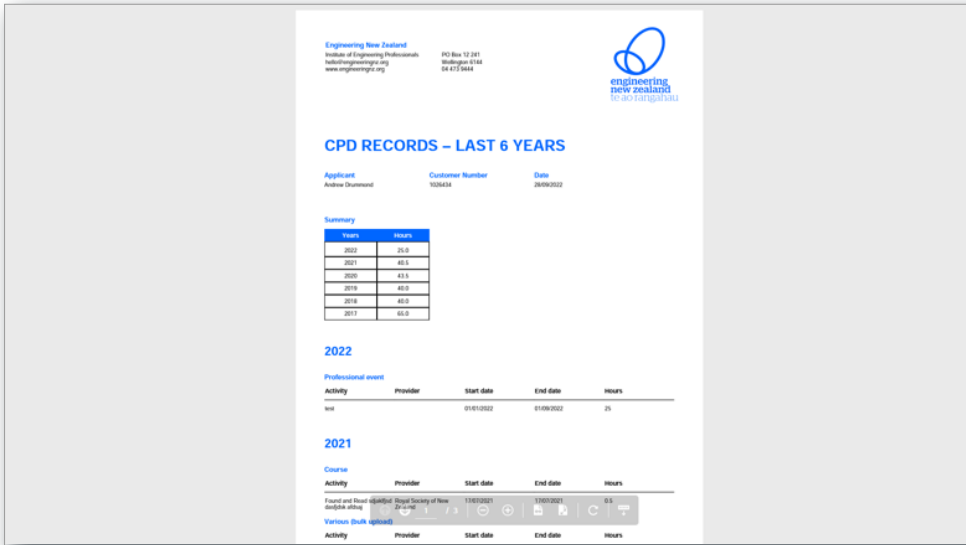 Engineering New Zealand
Institute of Engineering Professionals
hello@engineeringnz.org
www.engineeringnz.org
PO Box 12 241
Wellington 6144
04 473 9444
engineering
new zealand
te ao rangahau
CPD RECORDS – LAST 6 YEARS
Applicant Customer Number Date
Andrew Drummond 1026434 28/09/2022
Summary
Years Hours
2022 25.0
2021 40.5
2020 43.5
2019 40.0
2018 40.0
2017 65.0
2022
Professional event
Activity Provider Start date End date Hours
test 01/01/2022 01/09/2022 25
2021
Course
Activity Provider Start date End date Hours
Found and Road Royal Society of New 17/07/2021 17/07/2021 0.5
Zealand
1 / 3
Various (bulk upload)
Activity Provider Start date End date Hours